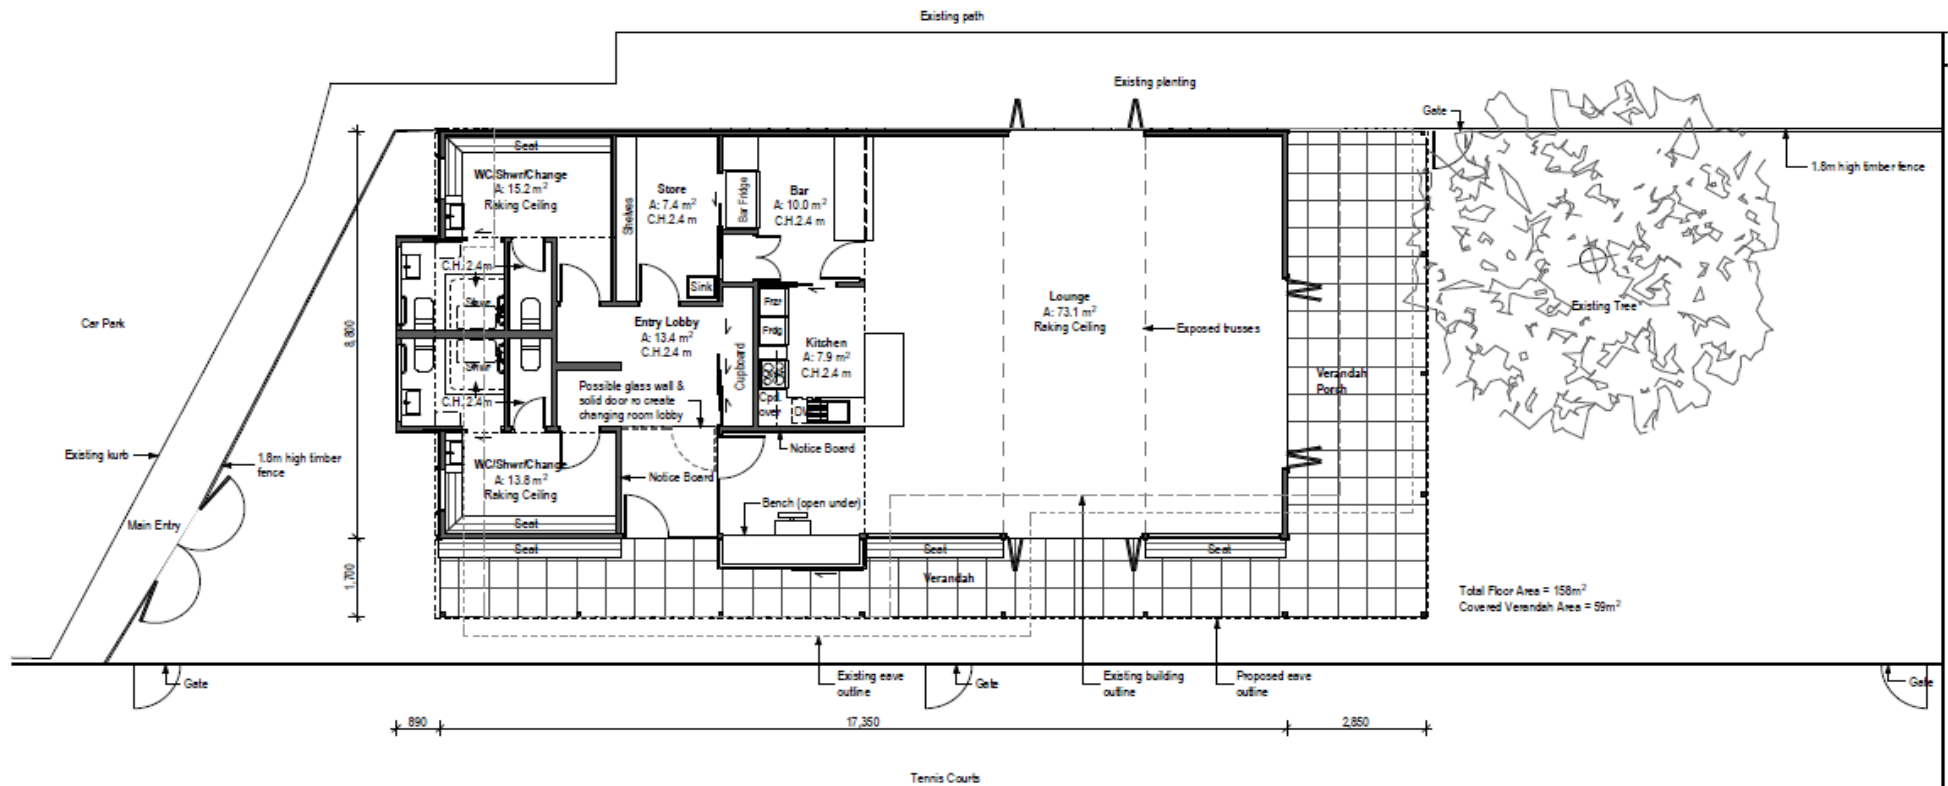 Existing path
Existing planting
Gate
1.8m high timber fence
Seat
WC/Shwr/Change
A: 15.2 m²
Raking Ceiling
Shelves
Store
A: 7.4 m²
C.H.2.4 m
Bar Fridge
Bar
A: 10.0 m²
C.H.2.4 m
C.H. 2.4m
Shwr
Sink
Car Park
8,800
Entry Lobby
A: 13.4 m²
C.H.2.4 m
Cupboard
Frzr
Frdg
Kitchen
A: 7.9 m²
C.H.2.4 m
Lounge
A: 73.1 m²
Raking Ceiling
Exposed trusses
Existing Tree
Verandah
Porch
Shwr
C.H. 2.4m
Possible glass wall &
solid door ro create
changing room lobby
Cpd.
over
DW
Existing kurb
1.8m high timber
fence
WC/Shwr/Change
A: 13.8 m²
Raking Ceiling
Notice Board
Notice Board
Bench (open under)
Main Entry
Seat
Seat
Seat
Seat
Verandah
1,700
Total Floor Area = 158m²
Covered Verandah Area = 59m²
Gate
Existing eave
outline
Gate
Existing building
outline
Proposed eave
outline
Gate
890
17,350
2,850
Tennis Courts